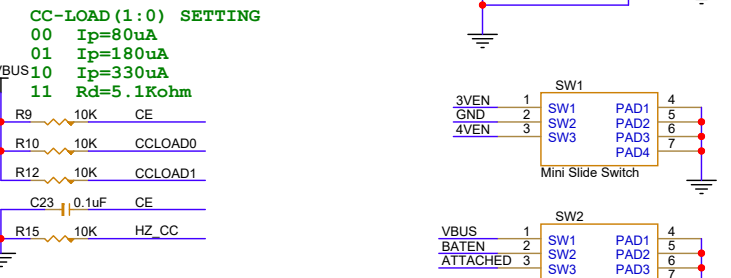 CC-LOAD(1:0) SETTING
00 Ip=80uA
01 Ip=180uA
VBUS 10 Ip=330uA
11 Rd=5.1Kohm
R9 10K CE
R10 10K CCLOAD0
R12 10K CCLOAD1
C23 0.1uF CE
R15 10K HZ_CC
SW1
3VEN 1 SW1 PAD1 4
GND 2 SW2 PAD2 5
4VEN 3 SW3 PAD3 6
PAD4 7
Mini Slide Switch
SW2
VBUS 1 SW1 PAD1 4
BATEN 2 SW2 PAD2 5
ATTACHED 3 SW3 PAD3 6
7